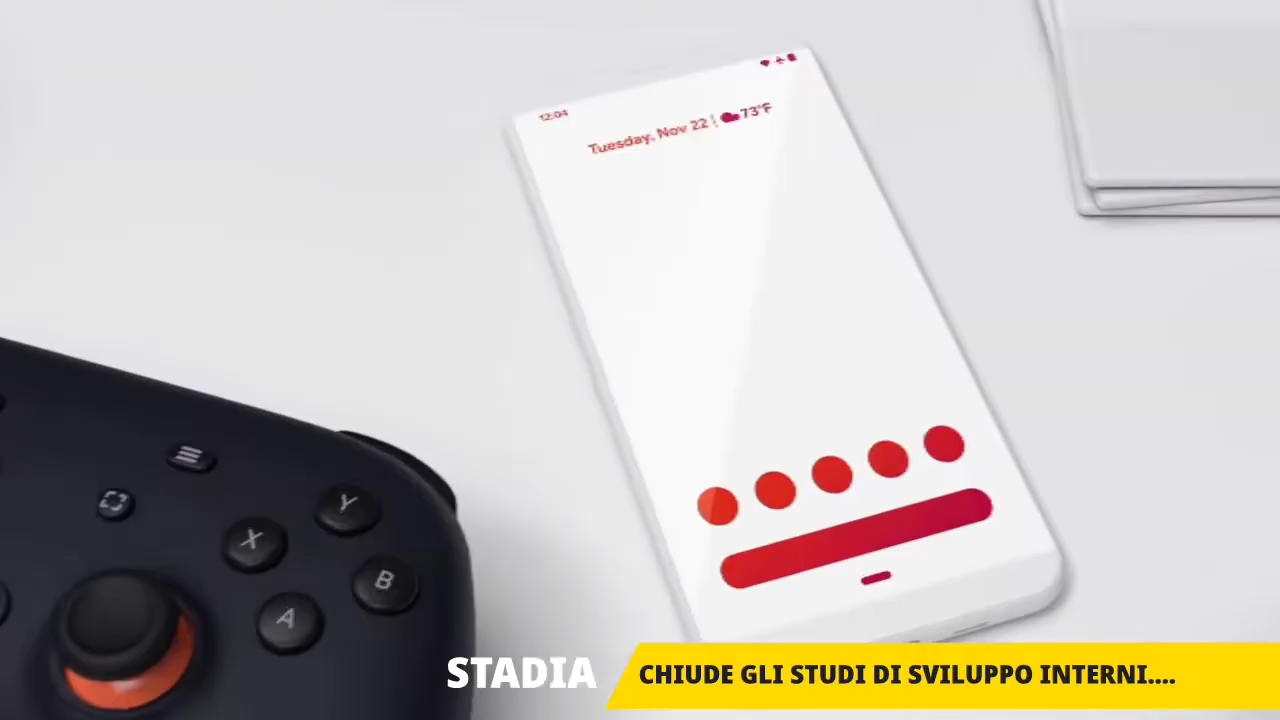 12:04
Tuesday, Nov 22 | 73°F
Y
X
B
A
STADIA
CHIUDE GLI STUDI DI SVILUPPO INTERNI....